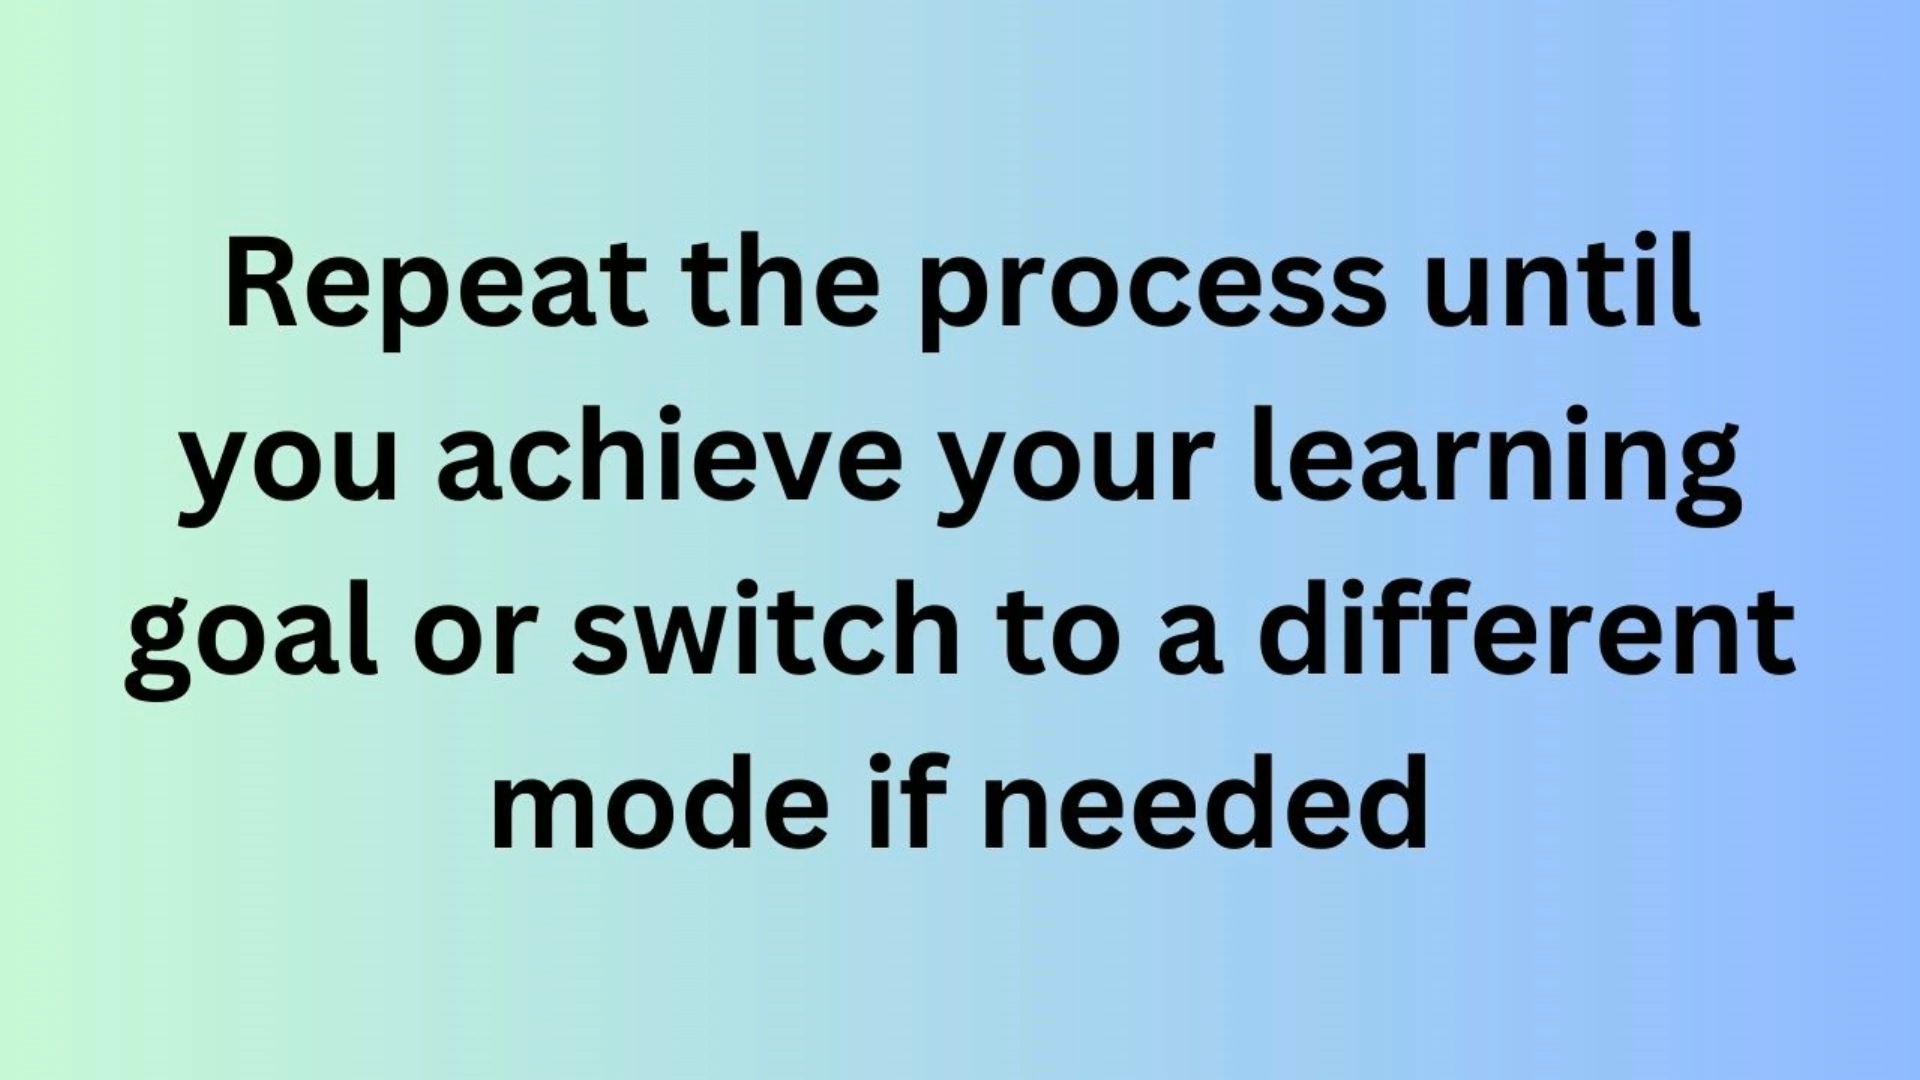 Repeat the process until
you achieve your learning
goal or switch to a different
mode if needed